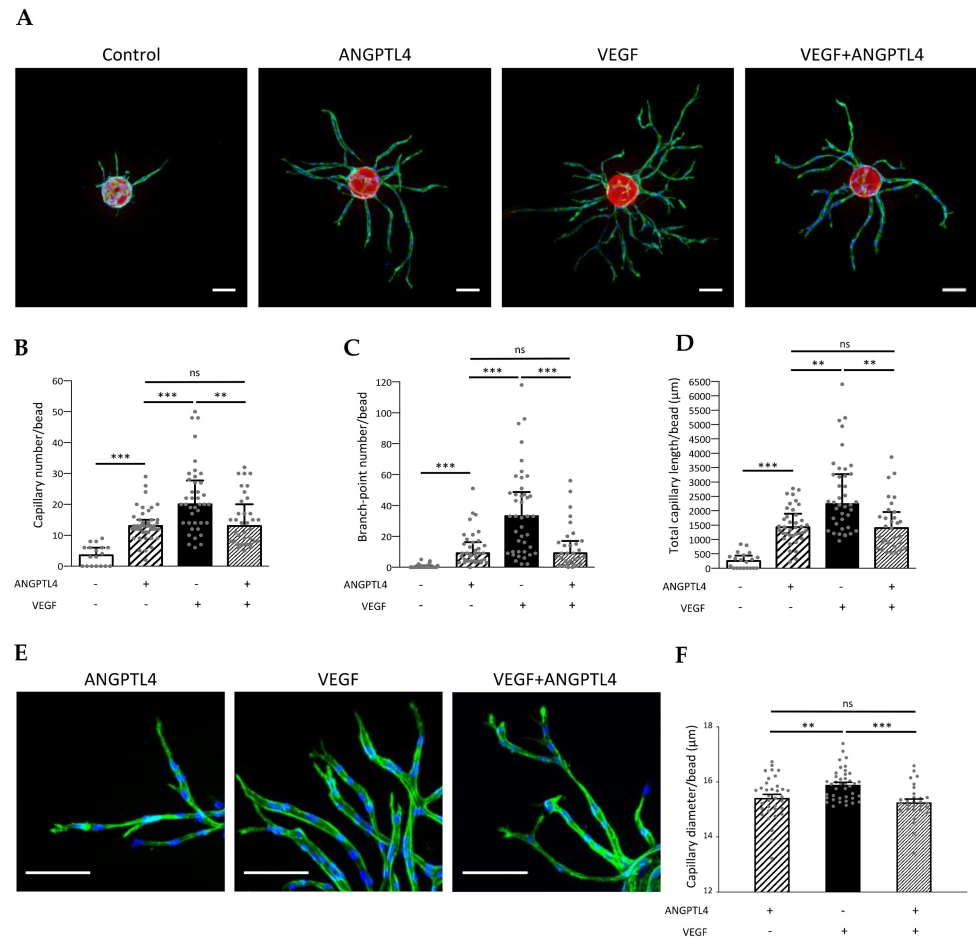 A
Control ANGPTL4 VEGF VEGF+ANGPTL4
B
Capillary number/bead
60
50
40
30
20
10
0
ns
*** **
***
ANGPTL4 - + - +
VEGF - - + +
C
Branch-point number/bead
120
100
80
60
40
20
0
ns
*** ***
***
ANGPTL4 - + - +
VEGF - - + +
D
Total capillary length/bead (µm)
6500
6000
5500
5000
4500
4000
3500
3000
2500
2000
1500
1000
500
0
ns
** **
***
ANGPTL4 - + - +
VEGF - - + +
E
ANGPTL4 VEGF VEGF+ANGPTL4
F
Capillary diameter/bead (µm)
18
16
14
12
ns
** ***
ANGPTL4 + - +
VEGF - + +